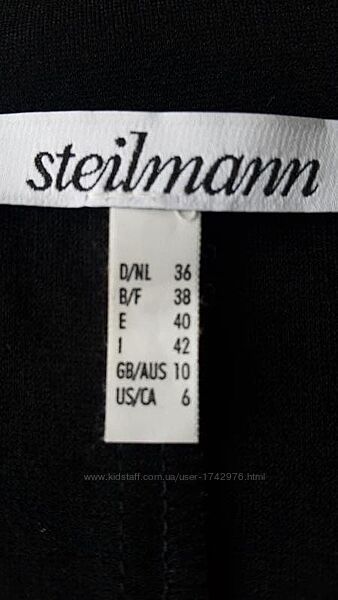 steilmann
D/NL 36
B/F 38
E 40
I 42
GB/AUS 10
US/CA 6
www.kidstaff.com.ua/user-1742976.html